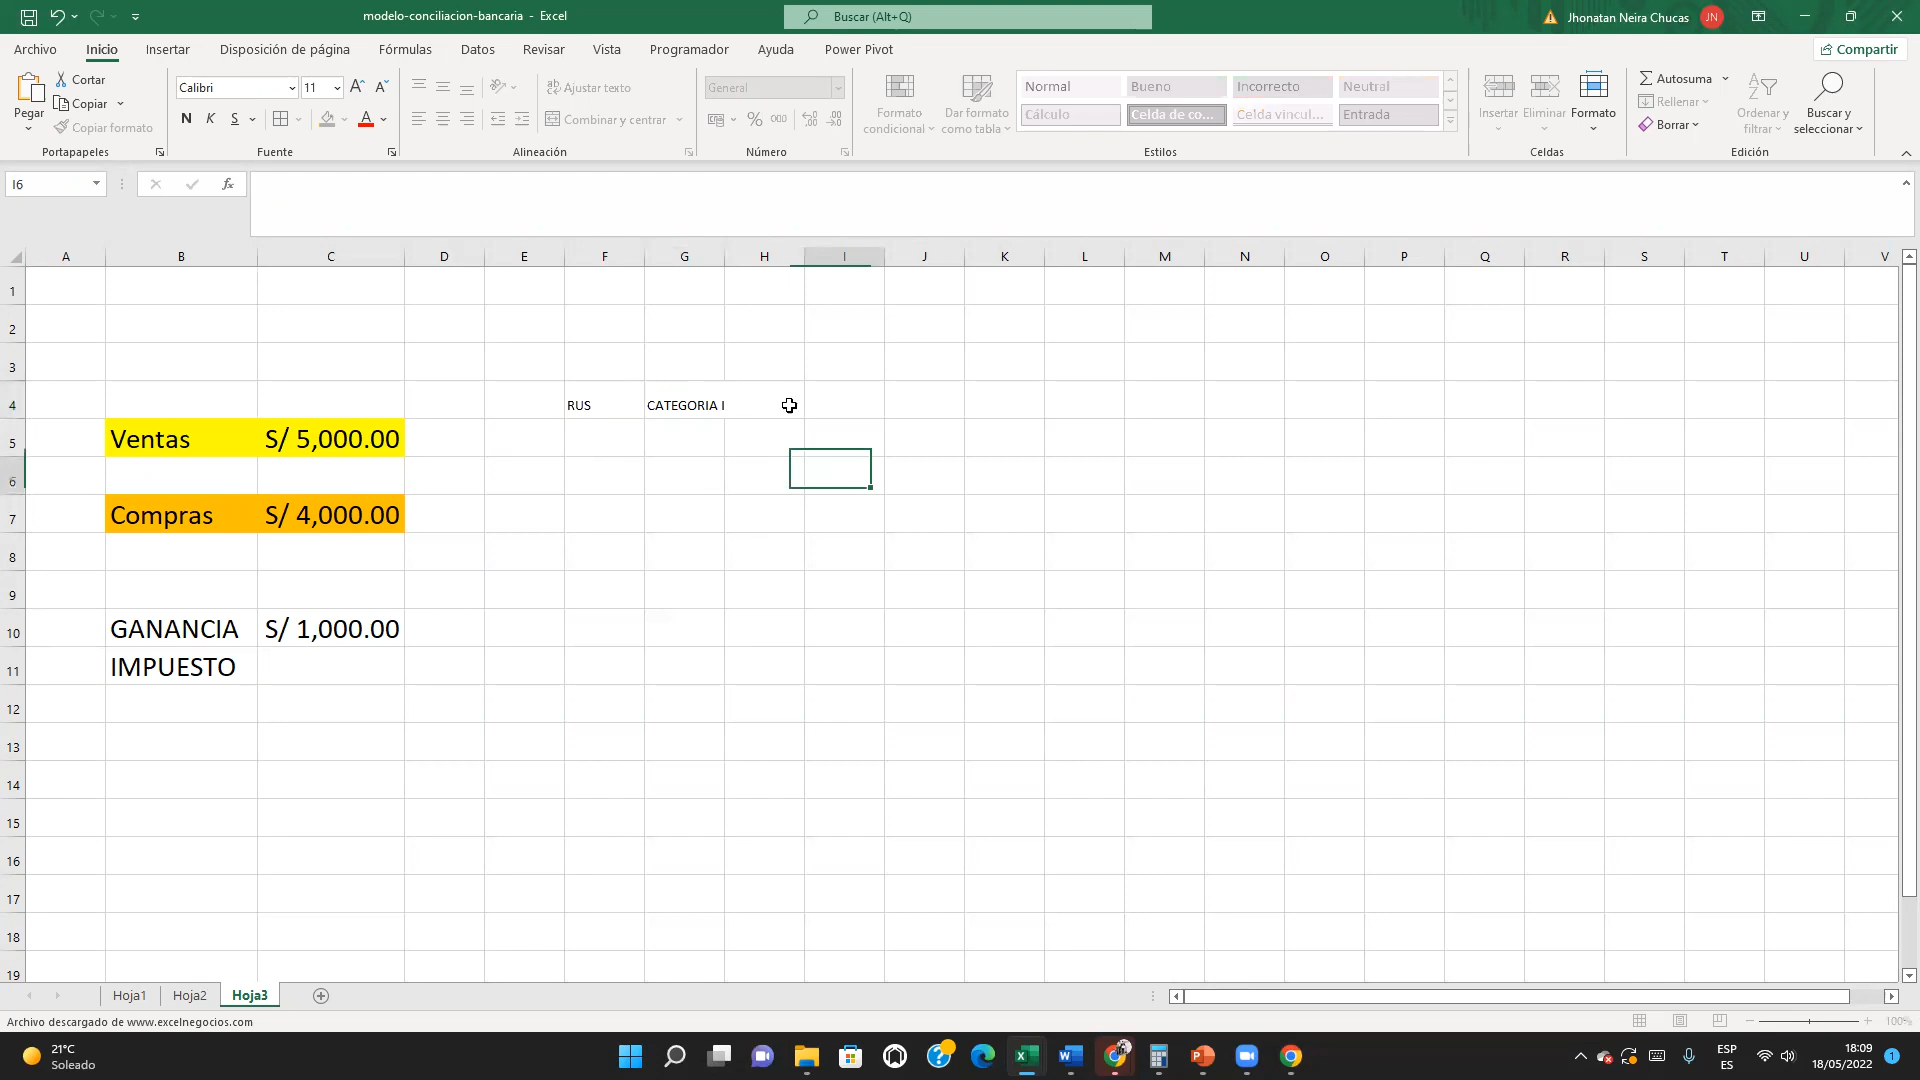 modelo-conciliacion-bancaria - Excel
Buscar (Alt+Q)
Jhonatan Neira Chucas
JN
Archivo Inicio Insertar Disposición de página Fórmulas Datos Revisar Vista Programador Ayuda Power Pivot
Compartir
Pegar
Cortar
Copiar
Copiar formato
Portapapeles
Calibri 11
N K S
Fuente
Ajustar texto
Combinar y centrar
Alineación
General
% 000
Número
Formato condicional
Dar formato como tabla
Normal Bueno Incorrecto Neutral
Cálculo Celda de co... Celda vincul... Entrada
Estilos
Insertar Eliminar Formato
Celdas
Autosuma
Rellenar
Borrar
Ordenar y filtrar
Buscar y seleccionar
Edición
I6
fx
A B C D E F G H I J K L M N O P Q R S T U V
1
2
3
4 RUS CATEGORIA I
5 Ventas S/ 5,000.00
6
7 Compras S/ 4,000.00
8
9
10 GANANCIA S/ 1,000.00
11 IMPUESTO
12
13
14
15
16
17
18
19
Hoja1 Hoja2 Hoja3
Archivo descargado de www.excelnegocios.com
100%
21°C
Soleado
ESP
ES
18:09
18/05/2022
1